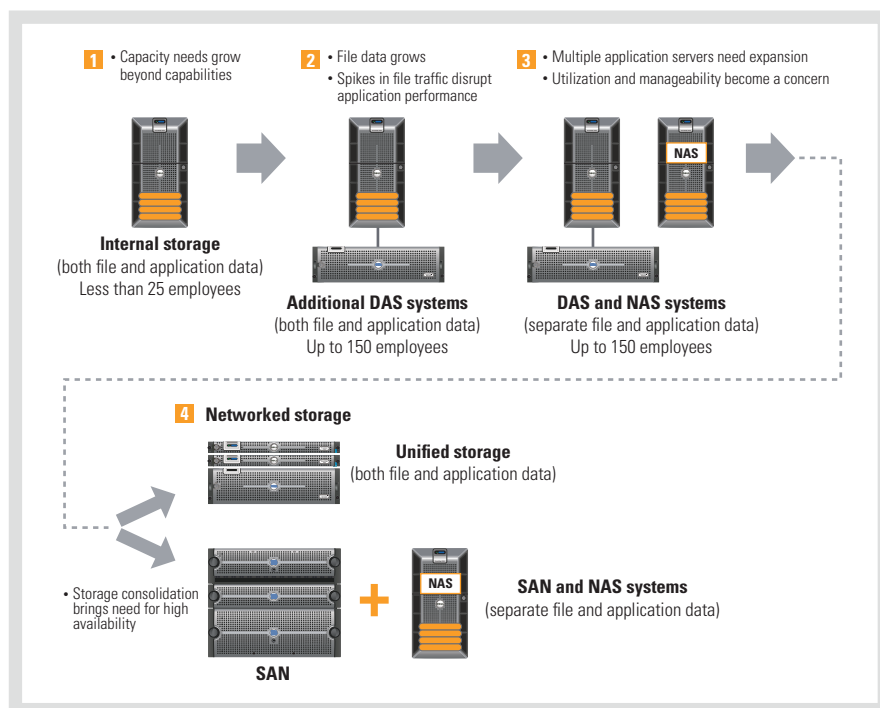 1 • Capacity needs grow
beyond capabilities
2 • File data grows
• Spikes in file traffic disrupt
application performance
3 • Multiple application servers need expansion
• Utilization and manageability become a concern
NAS
Internal storage
(both file and application data)
Less than 25 employees
Additional DAS systems
(both file and application data)
Up to 150 employees
DAS and NAS systems
(separate file and application data)
Up to 150 employees
4 Networked storage
Unified storage
(both file and application data)
• Storage consolidation
brings need for high
availability
NAS
SAN and NAS systems
(separate file and application data)
SAN